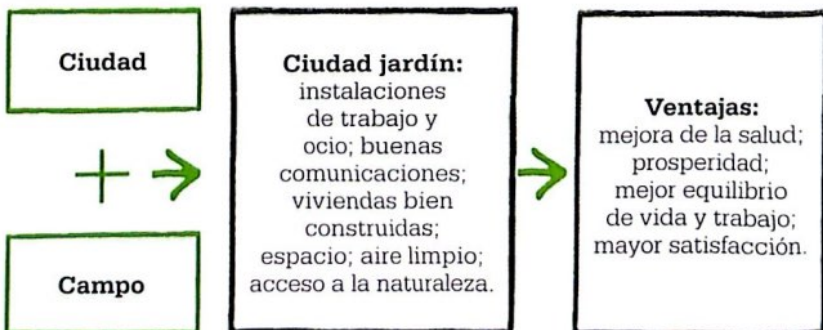 Ciudad
+
Campo
Ciudad jardín:
instalaciones
de trabajo y
ocio; buenas
comunicaciones;
viviendas bien
construidas;
espacio; aire limpio;
acceso a la naturaleza.
Ventajas:
mejora de la salud;
prosperidad;
mejor equilibrio
de vida y trabajo;
mayor satisfacción.